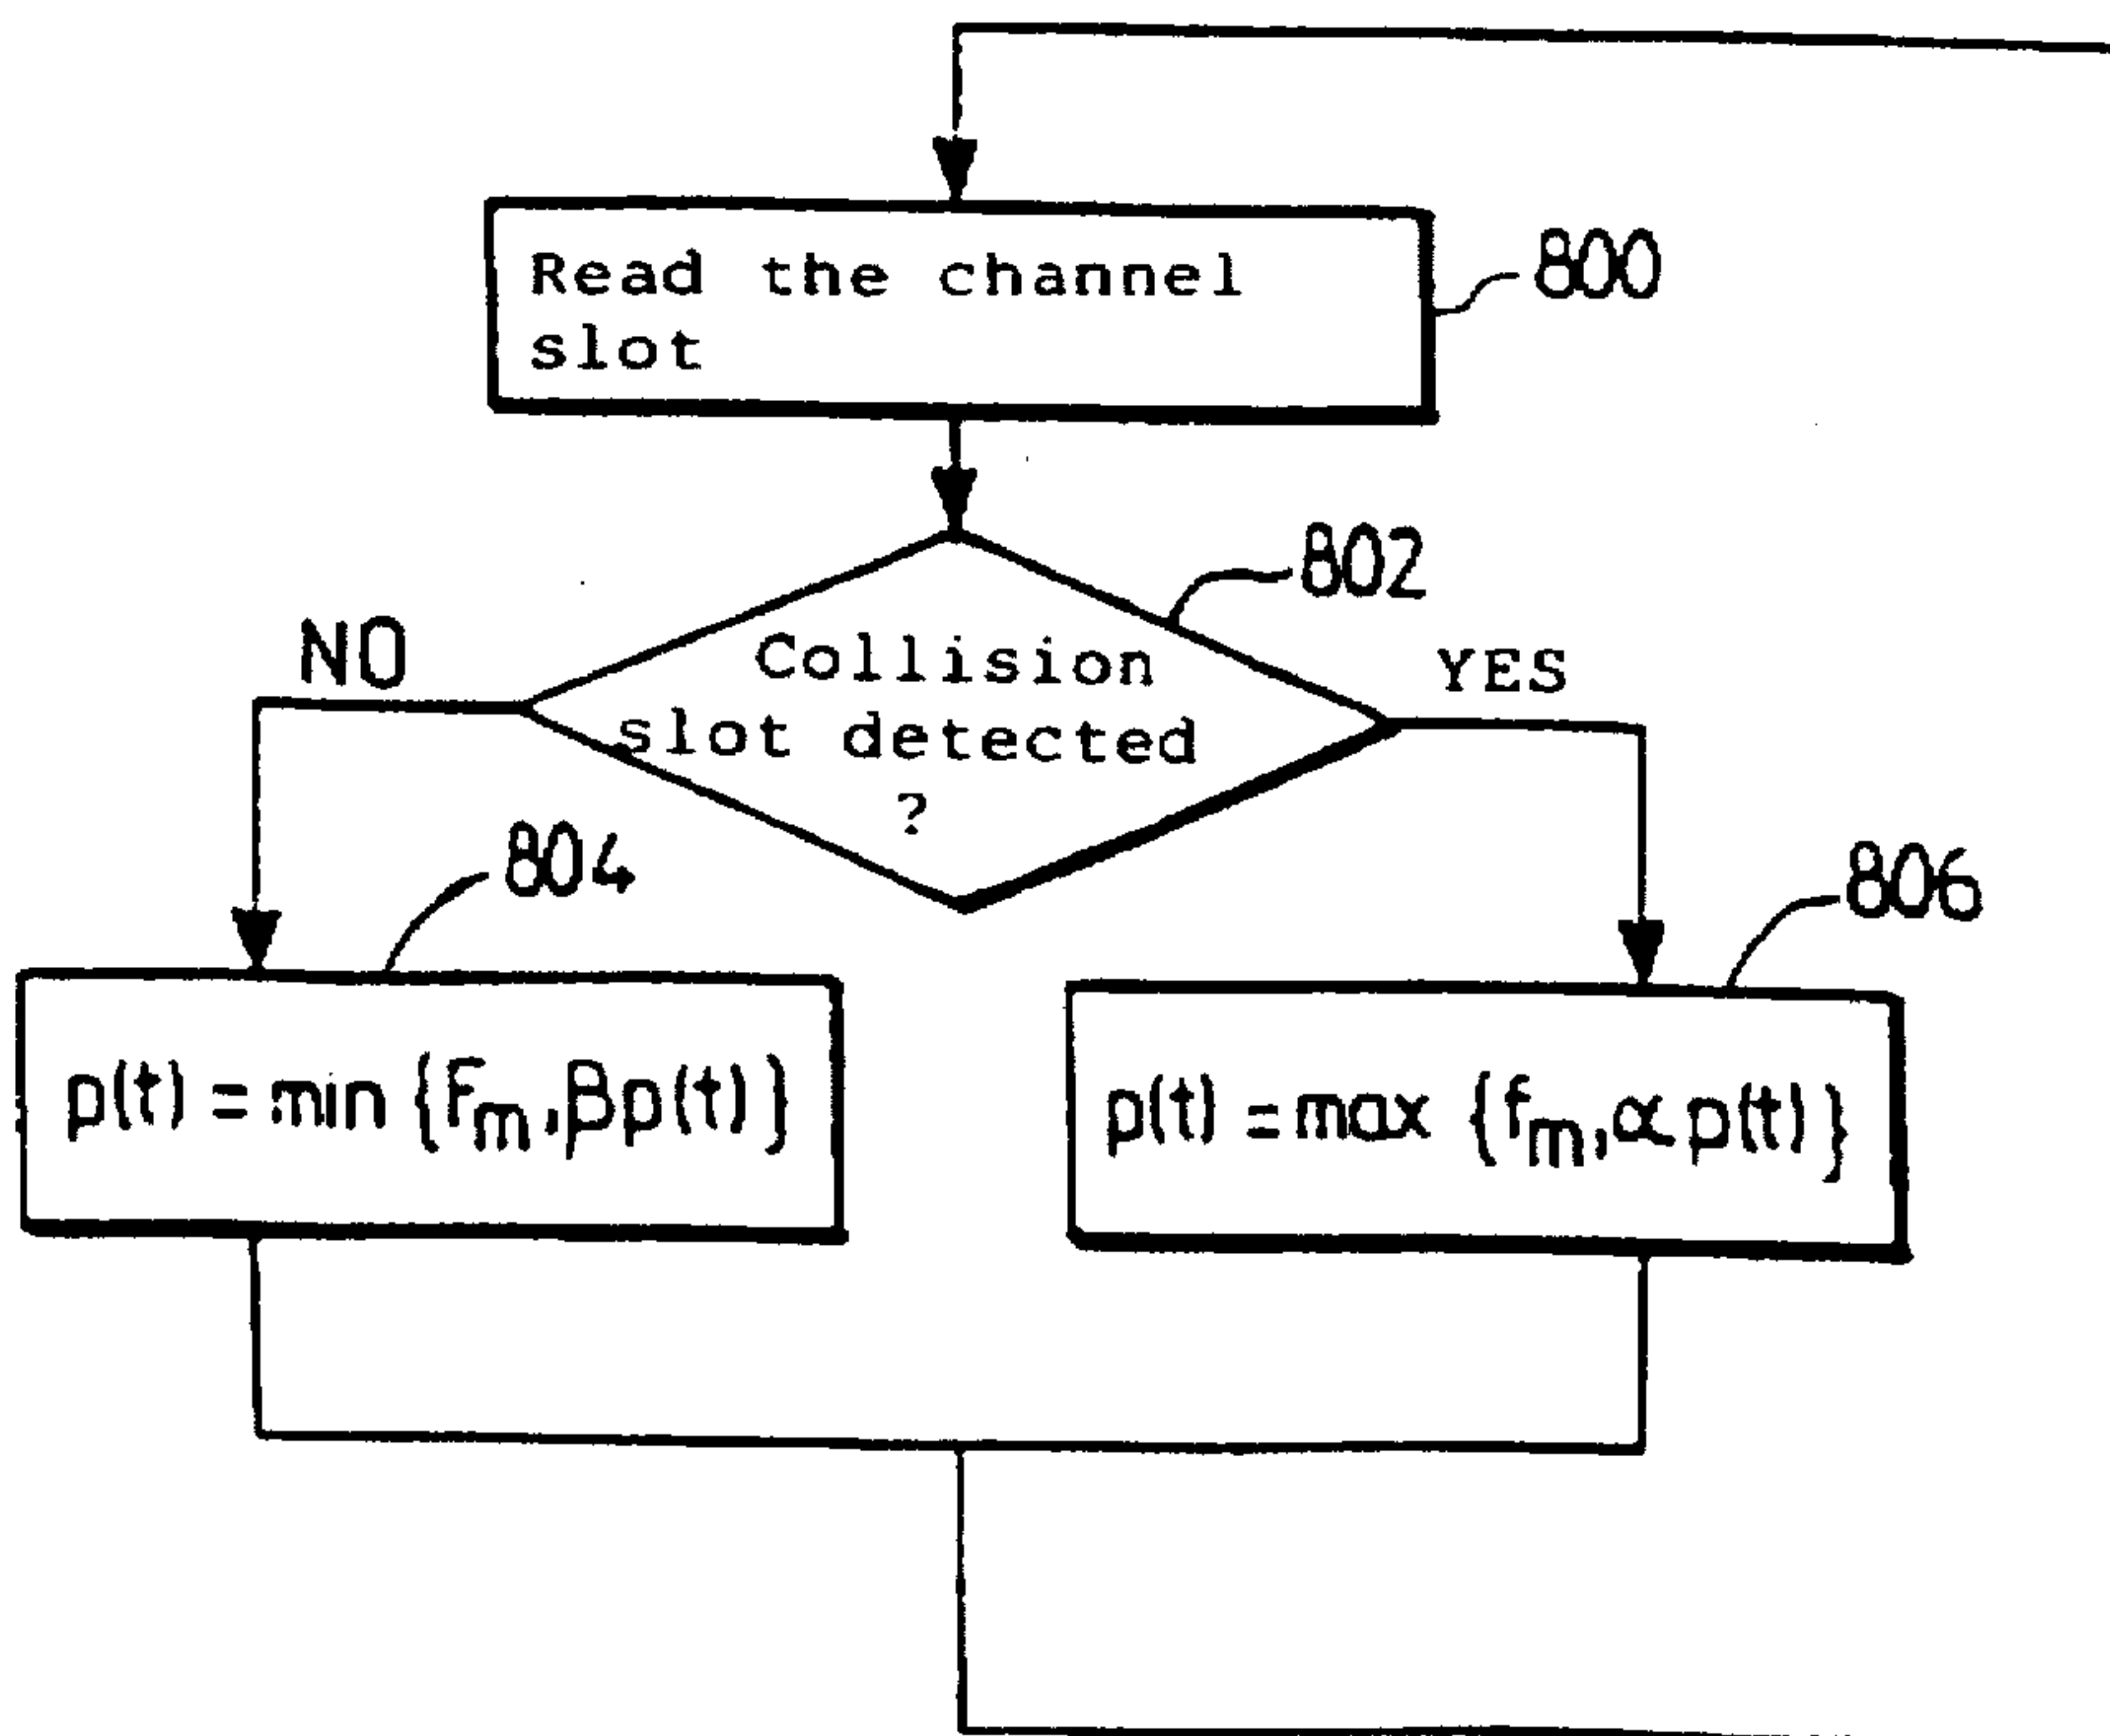 Read the channel
slot
800
802
NO
Collision
slot detected
?
YES
804
806
p(t) = min {Fm,βp(t)}
p(t) = max {fm,αp(t)}